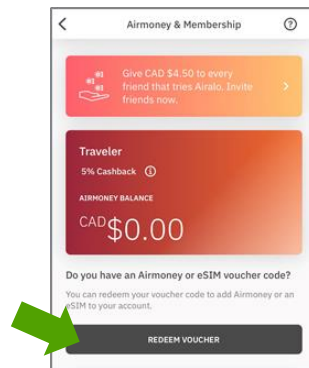 Airmoney & Membership
Give CAD $4.50 to every
friend that tries Airalo. Invite
friends now.
Traveler
5% Cashback
AIRMONEY BALANCE
CAD$0.00
Do you have an Airmoney or eSIM voucher code?
You can redeem your voucher code to add Airmoney or an
eSIM to your account.
REDEEM VOUCHER